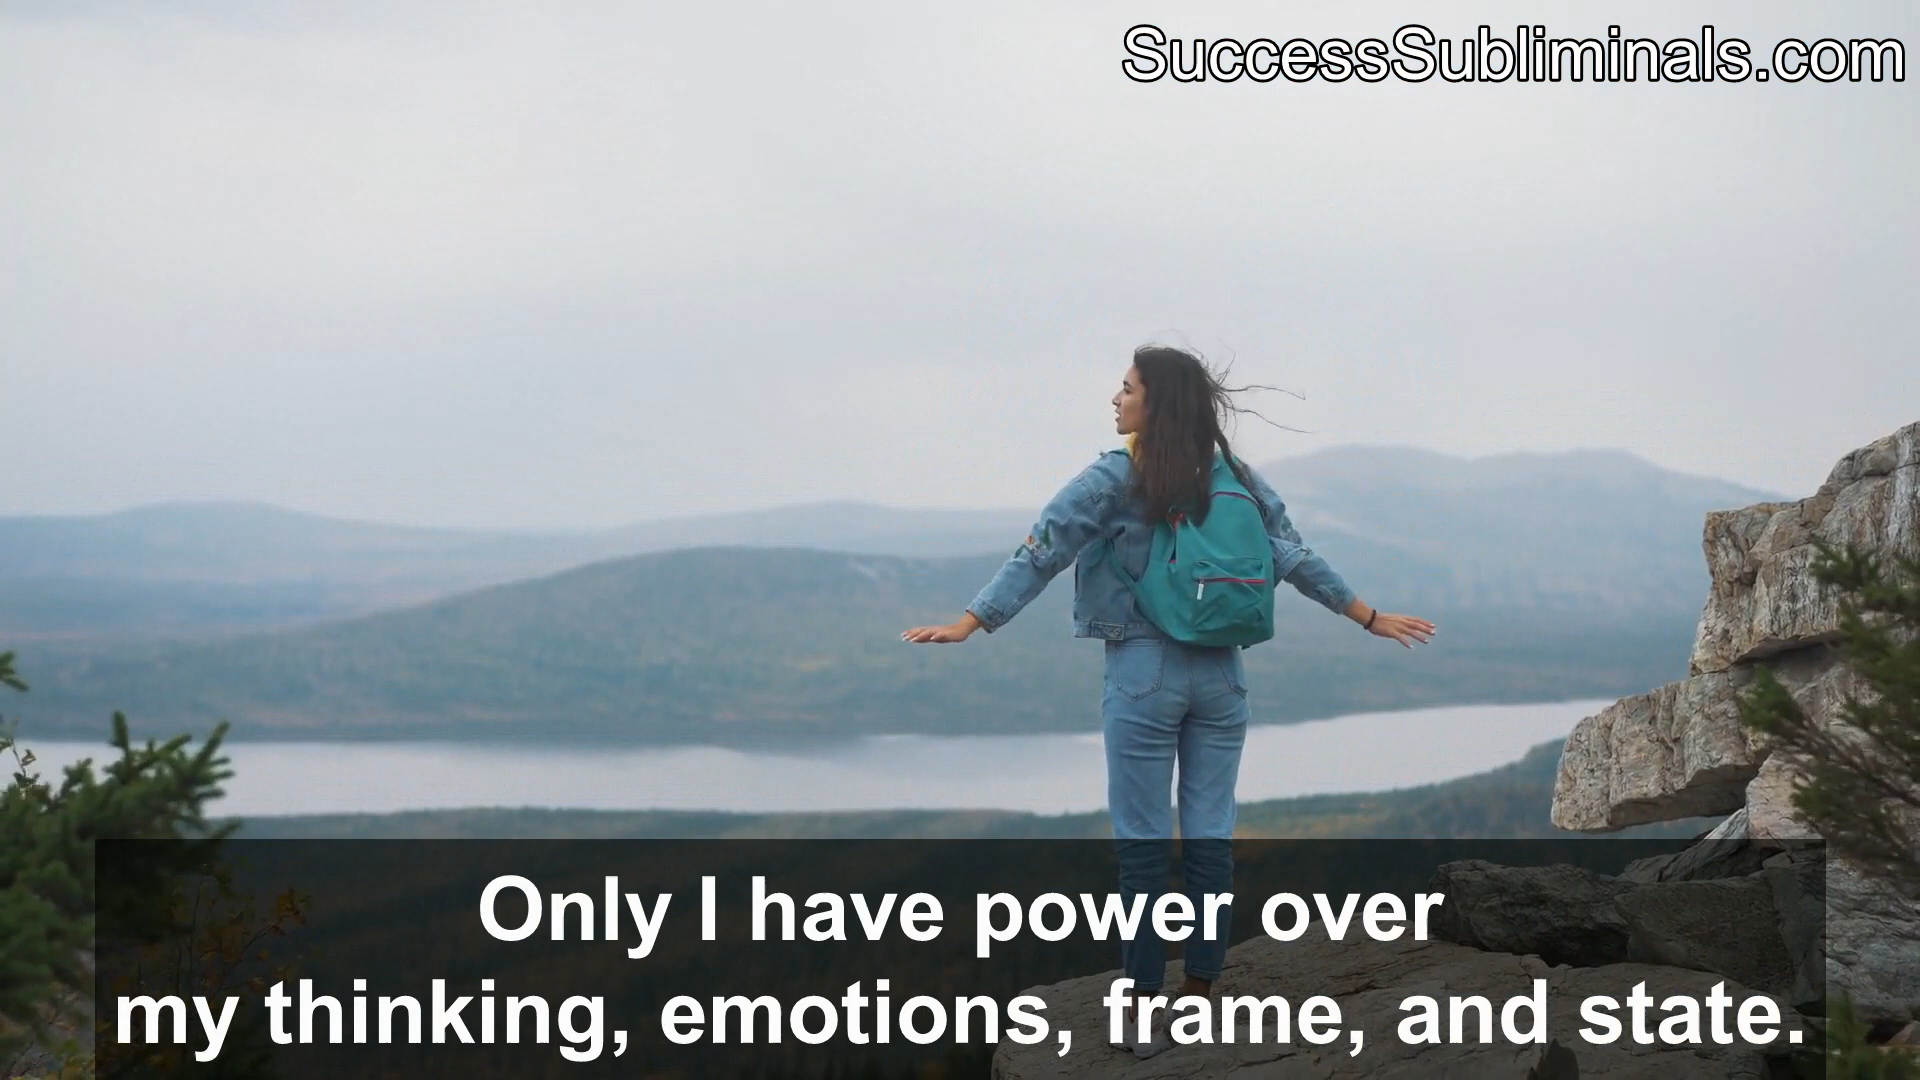 SuccessSubliminals.com
Only I have power over
my thinking, emotions, frame, and state.